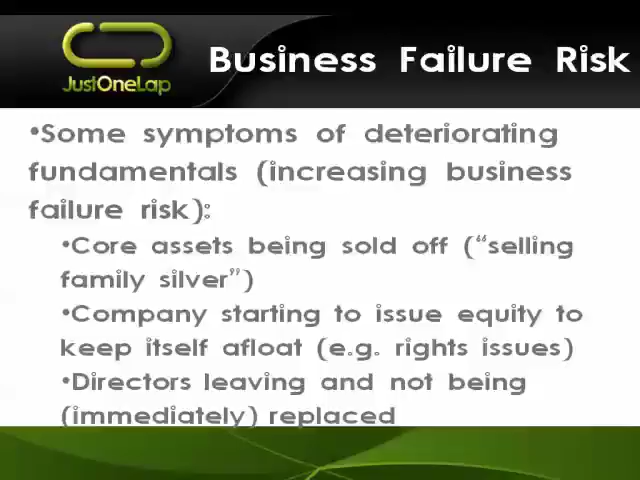 JustOneLap
Business Failure Risk
•Some symptoms of deteriorating
fundamentals (increasing business
failure risk):
•Core assets being sold off (“selling
family silver”)
•Company starting to issue equity to
keep itself afloat (e.g. rights issues)
•Directors leaving and not being
(immediately) replaced